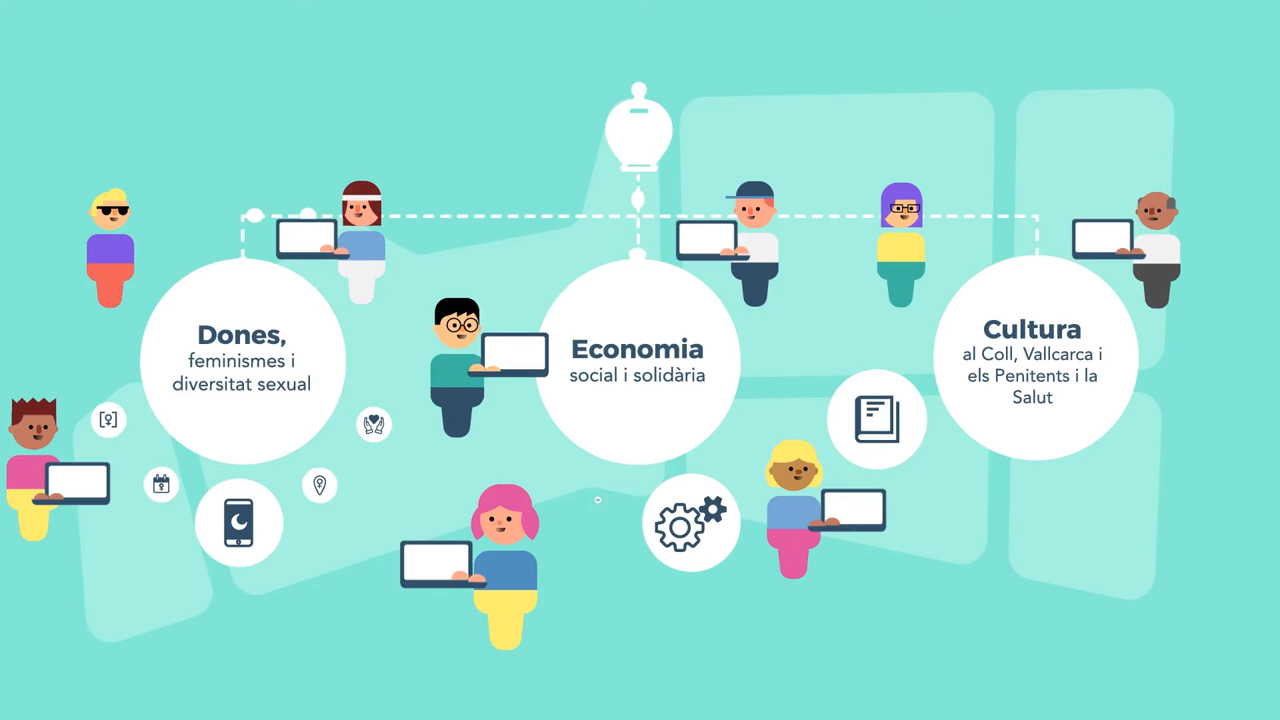 Dones,
feminismes i
diversitat sexual
Economia
social i solidària
Cultura
al Coll, Vallcarca i
els Penitents i la
Salut